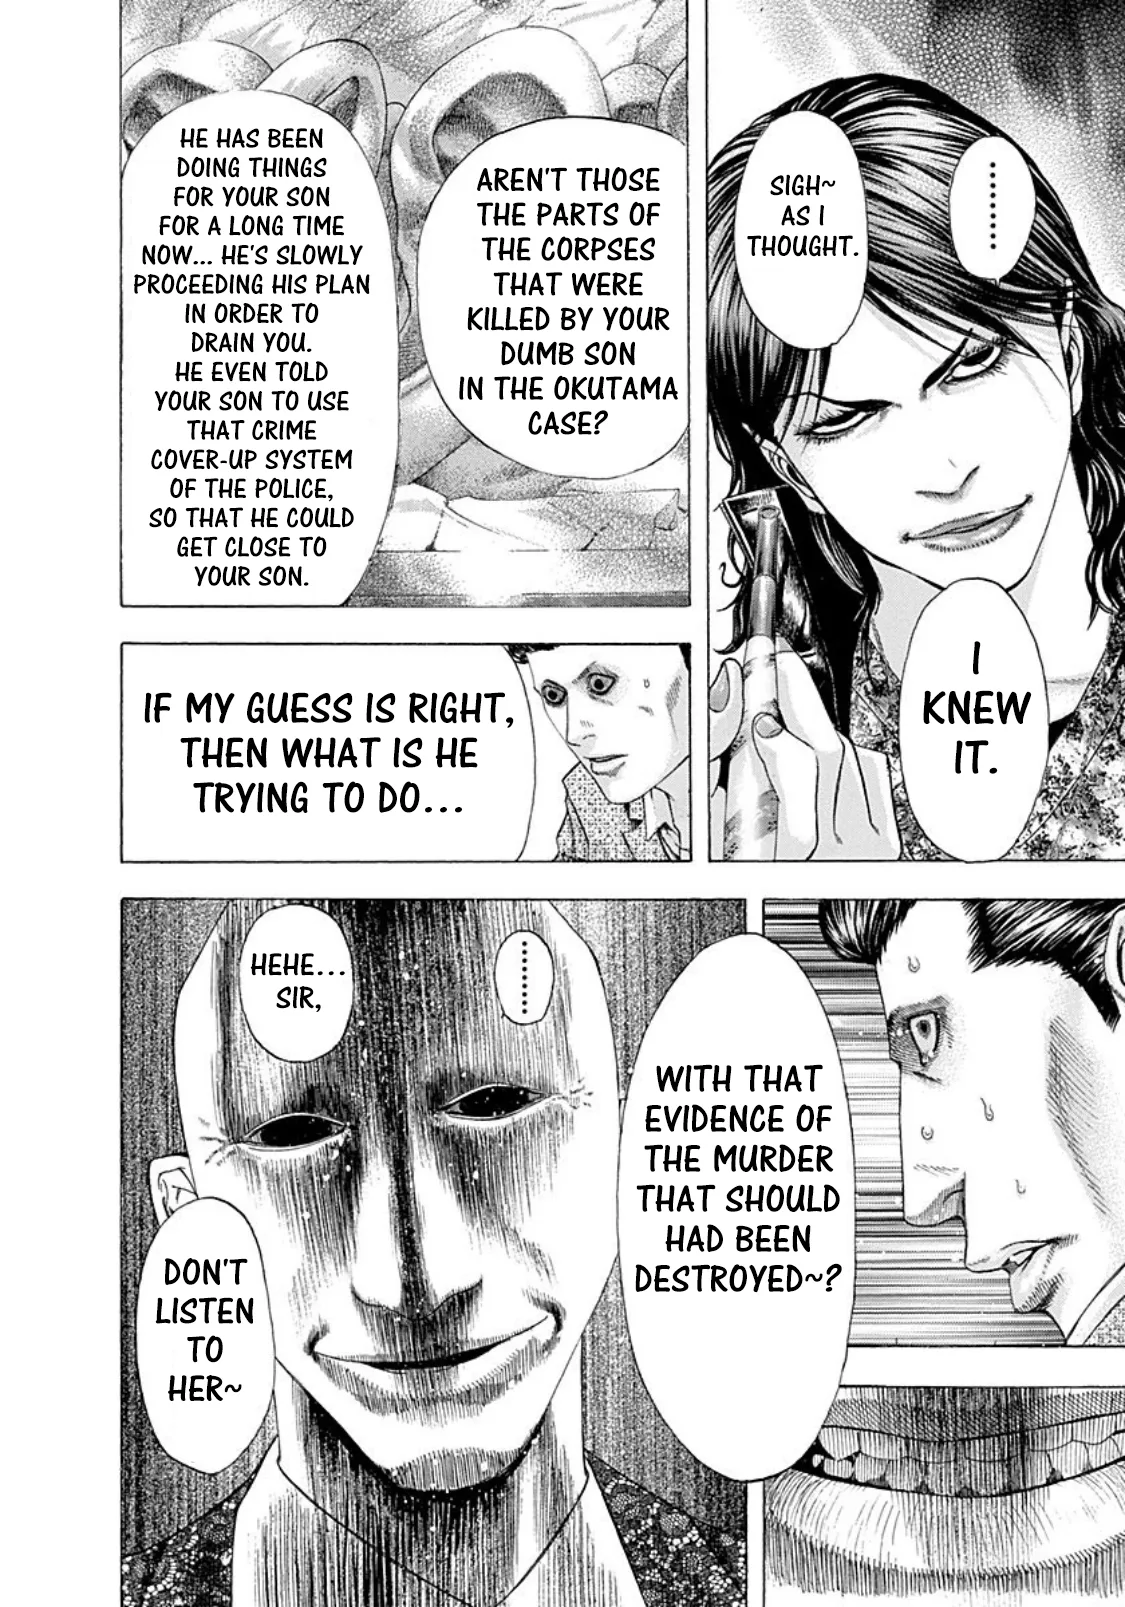 .........
SIGH~
AS I
THOUGHT.
I
KNEW
IT.
AREN'T THOSE
THE PARTS OF
THE CORPSES
THAT WERE
KILLED BY YOUR
DUMB SON
IN THE OKUTAMA
CASE?
HE HAS BEEN
DOING THINGS
FOR YOUR SON
FOR A LONG TIME
NOW... HE'S SLOWLY
PROCEEDING HIS PLAN
IN ORDER TO
DRAIN YOU.
HE EVEN TOLD
YOUR SON TO USE
THAT CRIME
COVER-UP SYSTEM
OF THE POLICE,
SO THAT HE COULD
GET CLOSE TO
YOUR SON.
IF MY GUESS IS RIGHT,
THEN WHAT IS HE
TRYING TO DO...
WITH THAT
EVIDENCE OF
THE MURDER
THAT SHOULD
HAD BEEN
DESTROYED~?
.........
HEHE...
SIR,
DON'T
LISTEN
TO
HER~